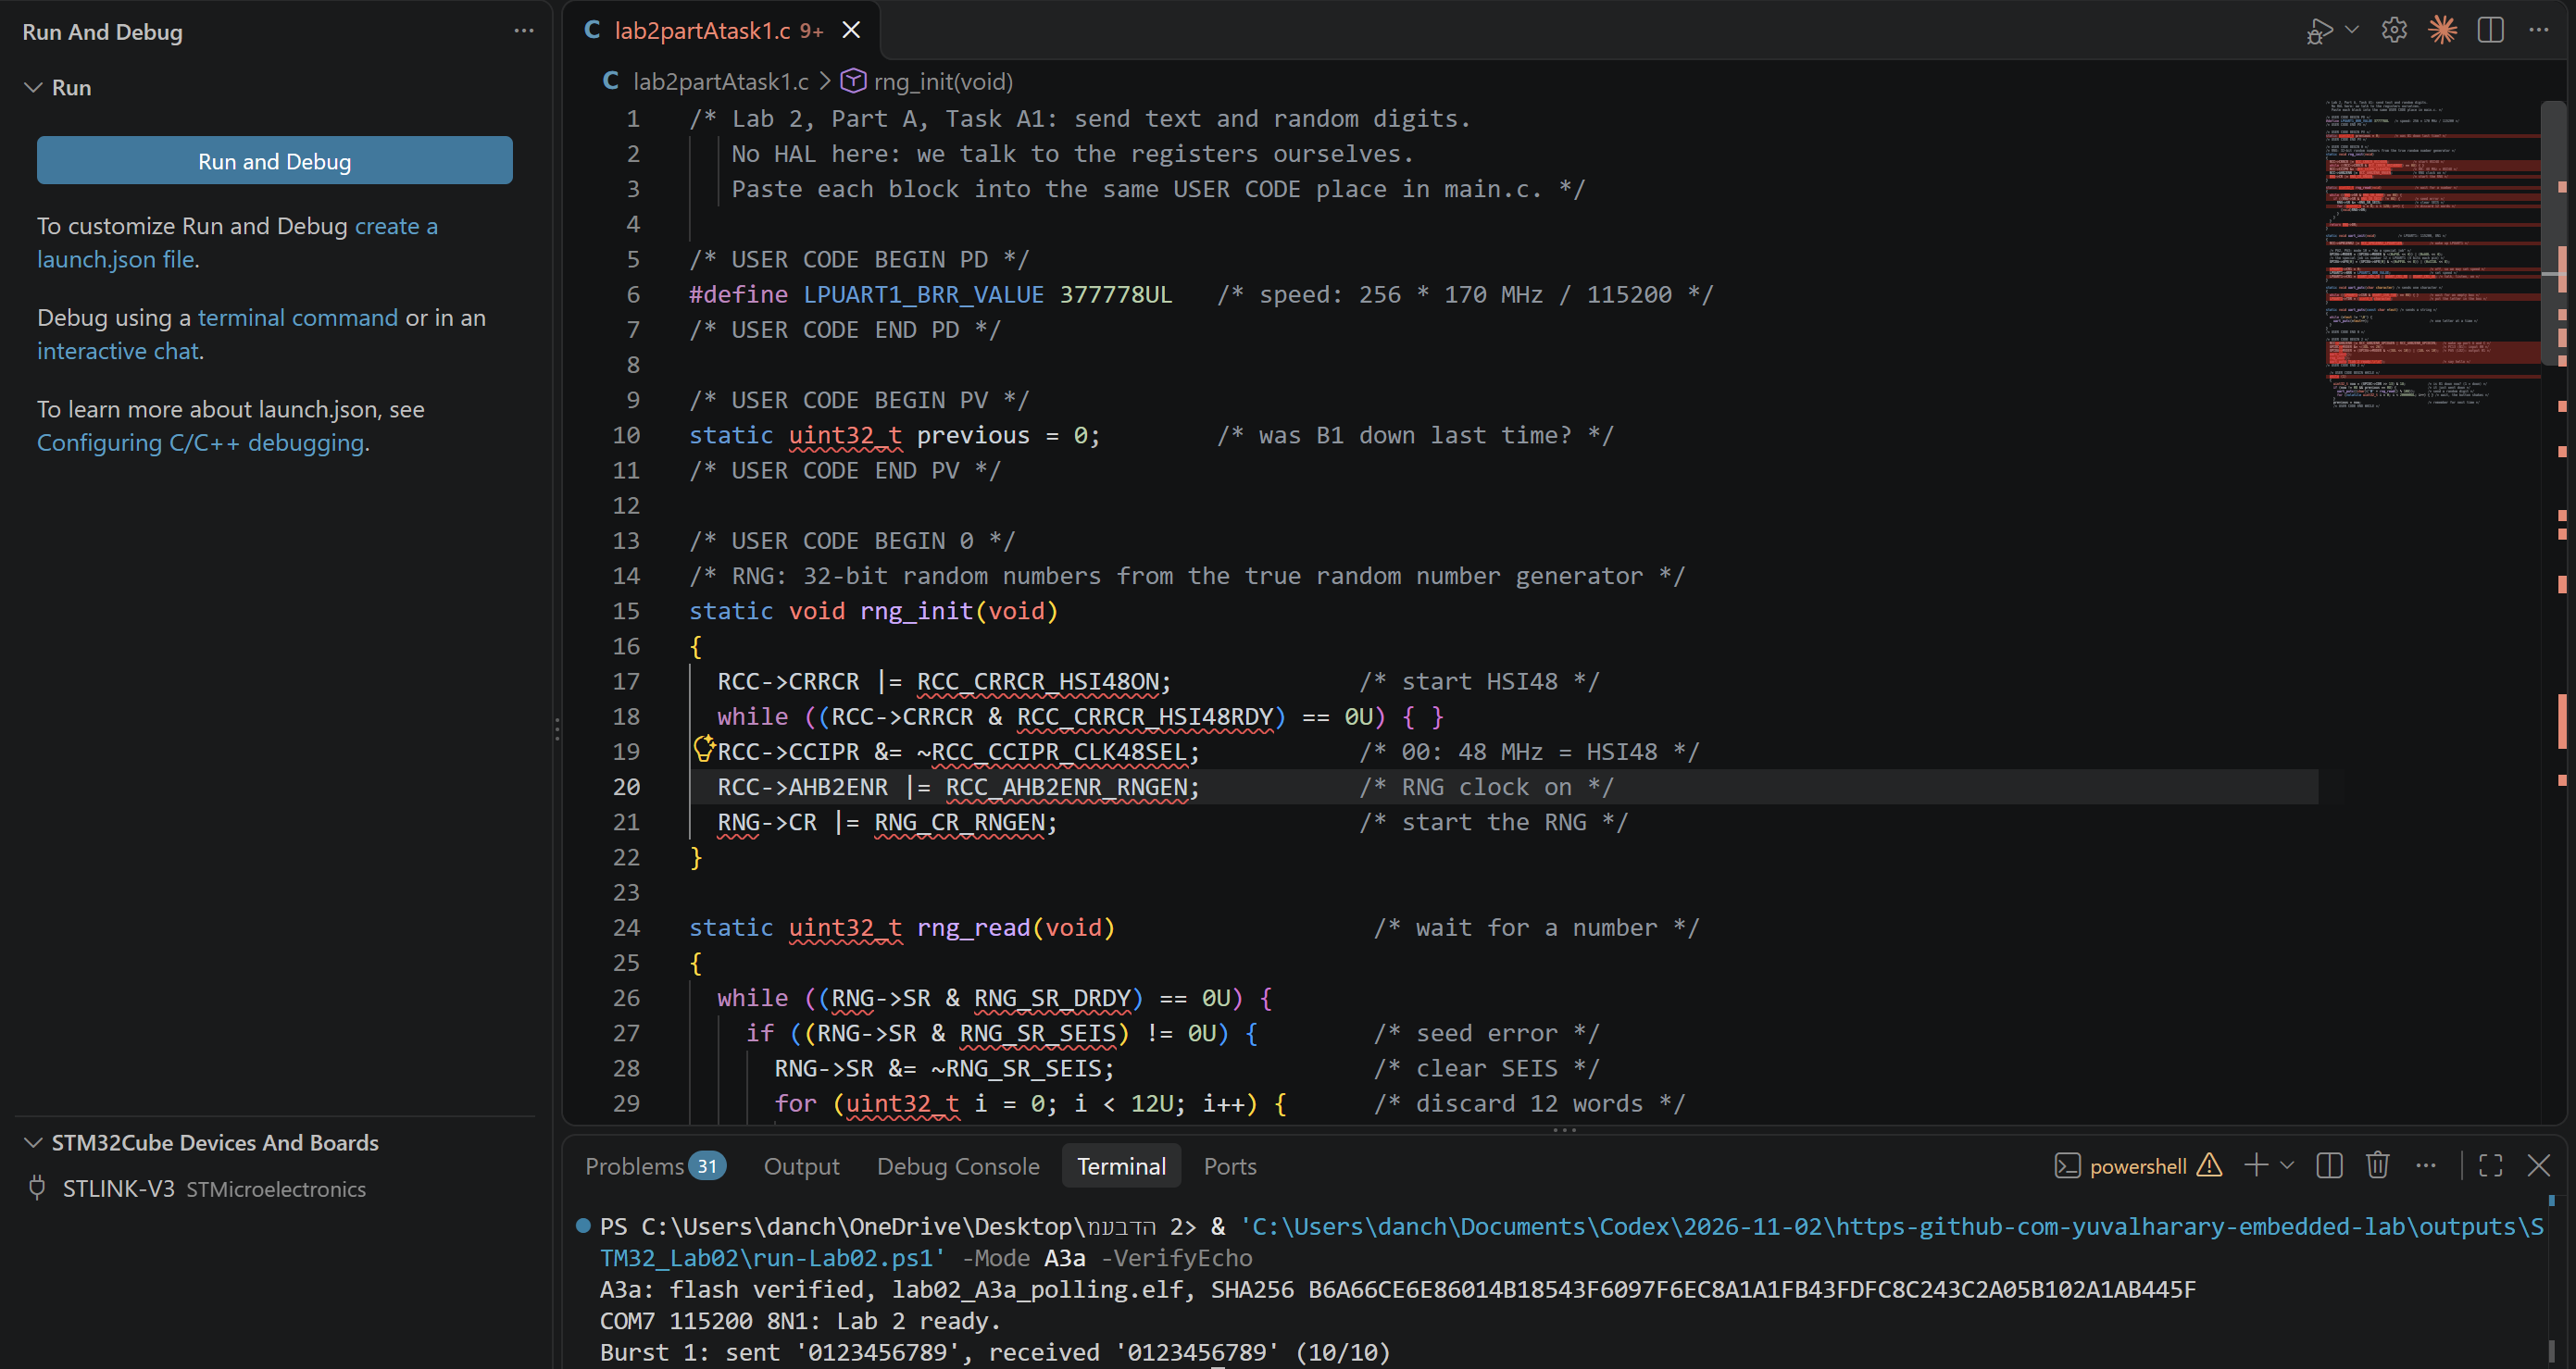 Run And Debug
Run
Run and Debug
To customize Run and Debug create a
launch.json file.
Debug using a terminal command or in an
interactive chat.
To learn more about launch.json, see
Configuring C/C++ debugging.
STM32Cube Devices And Boards
STLINK-V3 STMicroelectronics
C lab2partAtask1.c 9+
C lab2partAtask1.c > rng_init(void)
1 /* Lab 2, Part A, Task A1: send text and random digits.
2 No HAL here: we talk to the registers ourselves.
3 Paste each block into the same USER CODE place in main.c. */
4
5 /* USER CODE BEGIN PD */
6 #define LPUART1_BRR_VALUE 377778UL /* speed: 256 * 170 MHz / 115200 */
7 /* USER CODE END PD */
8
9 /* USER CODE BEGIN PV */
10 static uint32_t previous = 0; /* was B1 down last time? */
11 /* USER CODE END PV */
12
13 /* USER CODE BEGIN 0 */
14 /* RNG: 32-bit random numbers from the true random number generator */
15 static void rng_init(void)
16 {
17 RCC->CRRCR |= RCC_CRRCR_HSI48ON; /* start HSI48 */
18 while ((RCC->CRRCR & RCC_CRRCR_HSI48RDY) == 0U) { }
19 RCC->CCIPR &= ~RCC_CCIPR_CLK48SEL; /* 00: 48 MHz = HSI48 */
20 RCC->AHB2ENR |= RCC_AHB2ENR_RNGEN; /* RNG clock on */
21 RNG->CR |= RNG_CR_RNGEN; /* start the RNG */
22 }
23
24 static uint32_t rng_read(void) /* wait for a number */
25 {
26 while ((RNG->SR & RNG_SR_DRDY) == 0U) {
27 if ((RNG->SR & RNG_SR_SEIS) != 0U) { /* seed error */
28 RNG->SR &= ~RNG_SR_SEIS; /* clear SEIS */
29 for (uint32_t i = 0; i < 12U; i++) { /* discard 12 words */
Problems 31 Output Debug Console Terminal Ports
powershell
PS C:\Users\danch\OneDrive\Desktop\מעבדה 2> & 'C:\Users\danch\Documents\Codex\2026-11-02\https-github-com-yuvalharary-embedded-lab\outputs\S
TM32_Lab02\run-Lab02.ps1' -Mode A3a -VerifyEcho
A3a: flash verified, lab02_A3a_polling.elf, SHA256 B6A66CE6E86014B18543F6097F6EC8A1A1FB43FDFC8C243C2A05B102A1AB445F
COM7 115200 8N1: Lab 2 ready.
Burst 1: sent '0123456789', received '0123456789' (10/10)